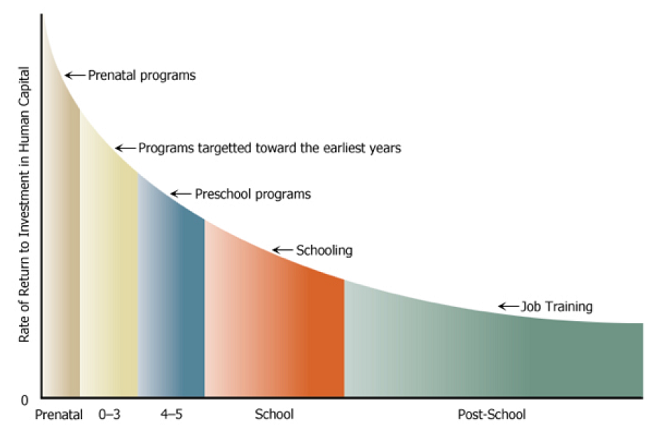 Rate of Return to Investment in Human Capital
Prenatal programs
Programs targetted toward the earliest years
Preschool programs
Schooling
Job Training
0
Prenatal
0–3
4–5
School
Post-School